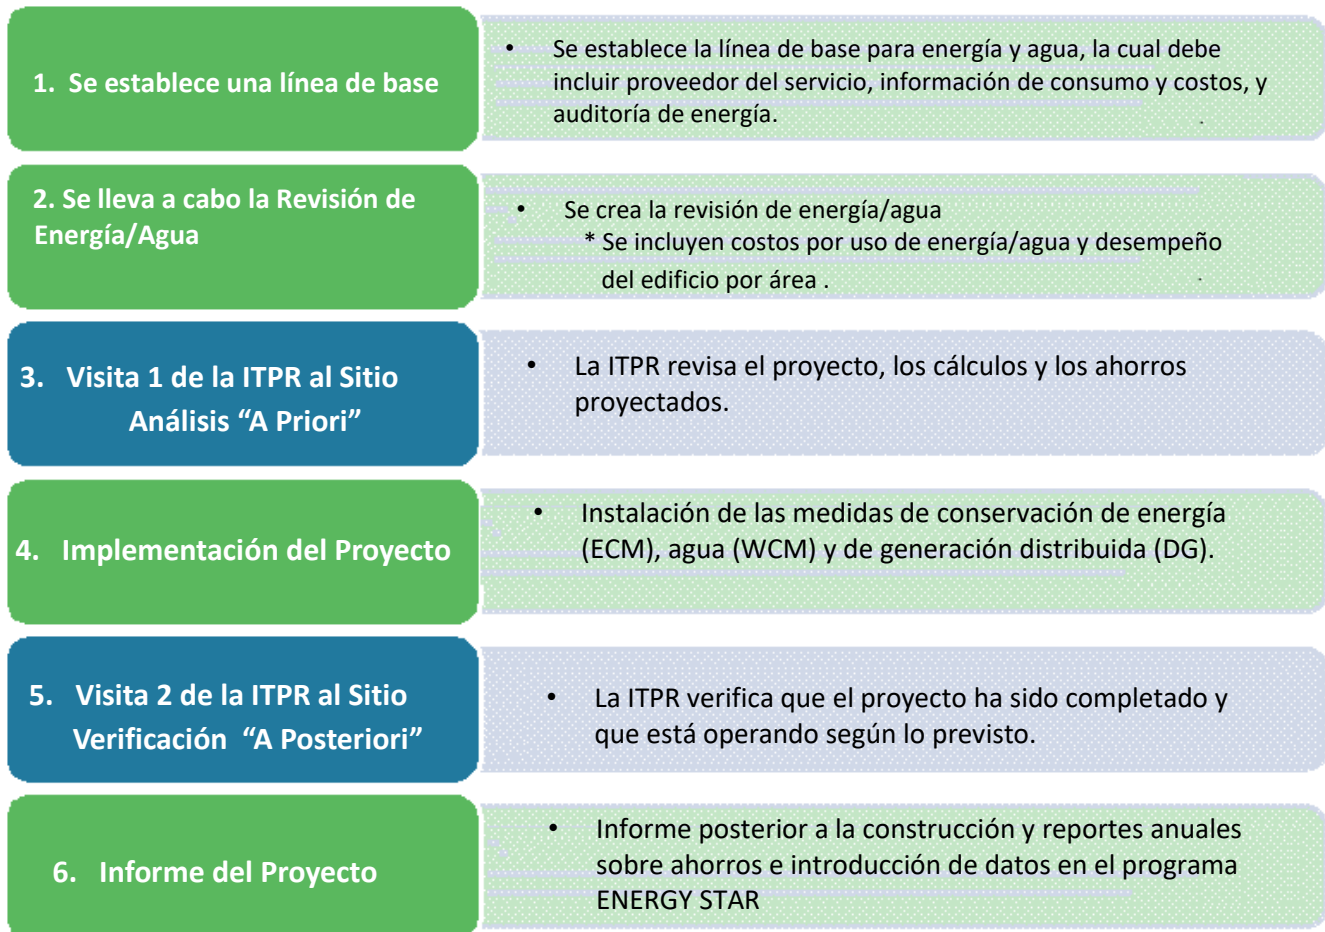 1. Se establece una línea de base
• Se establece la línea de base para energía y agua, la cual debe
incluir proveedor del servicio, información de consumo y costos, y
auditoría de energía.
2. Se lleva a cabo la Revisión de
Energía/Agua
• Se crea la revisión de energía/agua
* Se incluyen costos por uso de energía/agua y desempeño
del edificio por área .
3. Visita 1 de la ITPR al Sitio
Análisis “A Priori”
• La ITPR revisa el proyecto, los cálculos y los ahorros
proyectados.
4. Implementación del Proyecto
• Instalación de las medidas de conservación de energía
(ECM), agua (WCM) y de generación distribuida (DG).
5. Visita 2 de la ITPR al Sitio
Verificación “A Posteriori”
• La ITPR verifica que el proyecto ha sido completado y
que está operando según lo previsto.
6. Informe del Proyecto
• Informe posterior a la construcción y reportes anuales
sobre ahorros e introducción de datos en el programa
ENERGY STAR